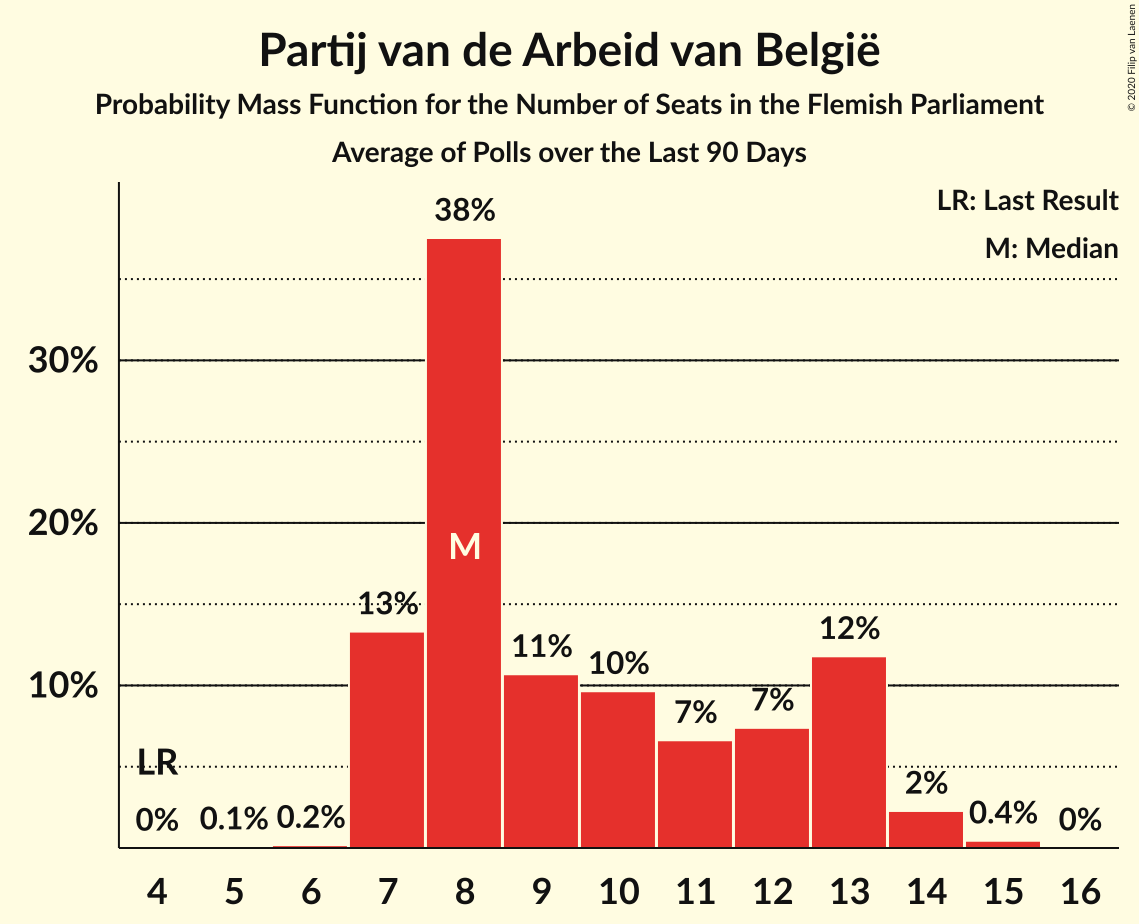 Partij van de Arbeid van België
Probability Mass Function for the Number of Seats in the Flemish Parliament
Average of Polls over the Last 90 Days
© 2020 Filip van Laenen
LR: Last Result
M: Median
38%
30%
20%
M
13%
12%
11%
10%
10%
7%
7%
LR
2%
0%
0.1%
0.2%
0.4%
0%
4 5 6 7 8 9 10 11 12 13 14 15 16